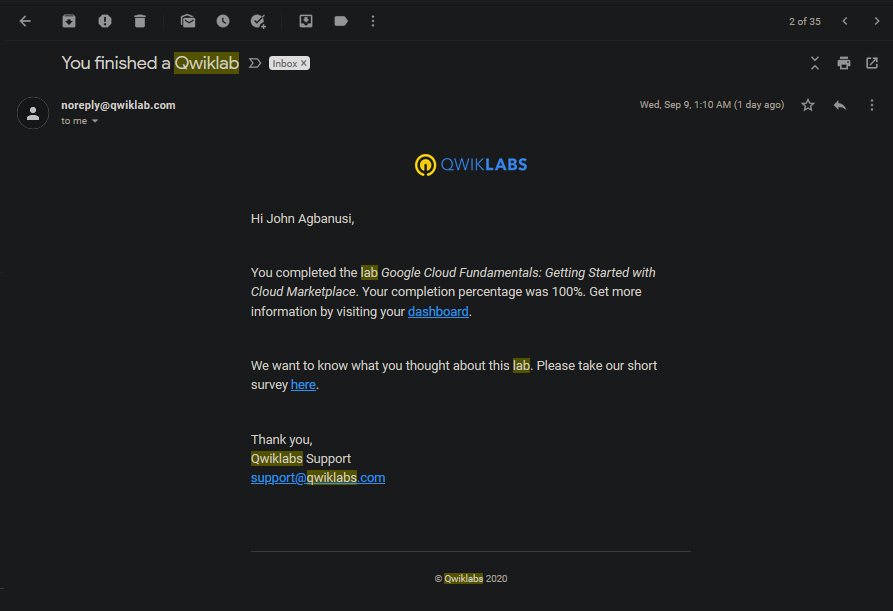 2 of 35
You finished a Qwiklab Inbox ×
noreply@qwiklab.com Wed, Sep 9, 1:10 AM (1 day ago)
to me
QWIKLABS
Hi John Agbanusi,
You completed the lab Google Cloud Fundamentals: Getting Started with
Cloud Marketplace. Your completion percentage was 100%. Get more
information by visiting your dashboard.
We want to know what you thought about this lab. Please take our short
survey here.
Thank you,
Qwiklabs Support
support@qwiklabs.com
© Qwiklabs 2020